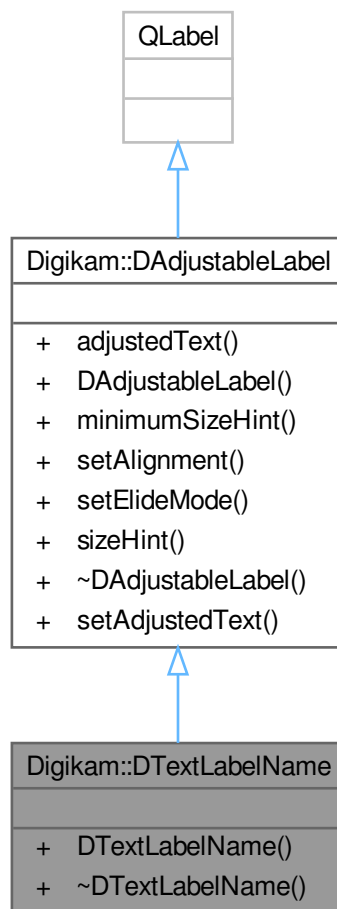 QLabel
Digikam::DAdjustableLabel
+ adjustedText()
+ DAdjustableLabel()
+ minimumSizeHint()
+ setAlignment()
+ setElideMode()
+ sizeHint()
+ ~DAdjustableLabel()
+ setAdjustedText()
Digikam::DTextLabelName
+ DTextLabelName()
+ ~DTextLabelName()